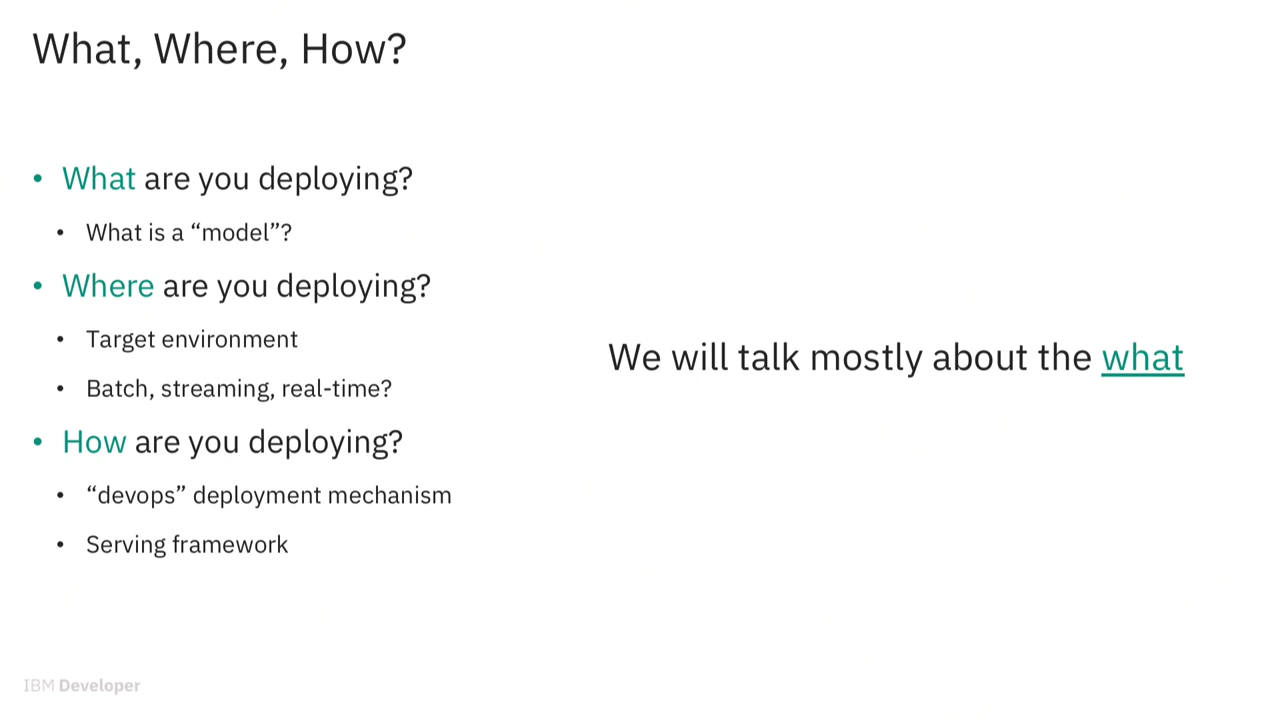 What, Where, How?
• What are you deploying?
• What is a “model”?
• Where are you deploying?
• Target environment
• Batch, streaming, real-time?
• How are you deploying?
• “devops” deployment mechanism
• Serving framework
We will talk mostly about the what
IBM Developer